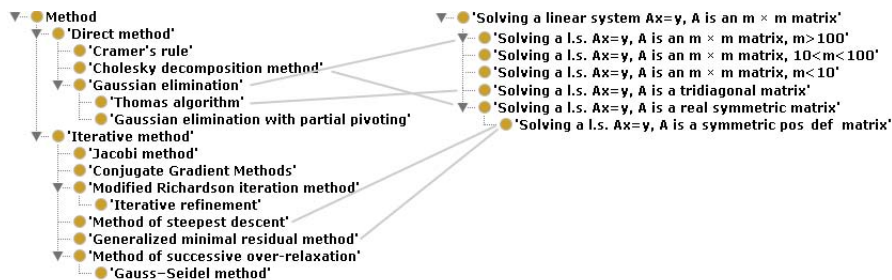 Method
'Direct method'
'Cramer's rule'
'Cholesky decomposition method'
'Gaussian elimination'
'Thomas algorithm'
'Gaussian elimination with partial pivoting'
'Iterative method'
'Jacobi method'
'Conjugate Gradient Methods'
'Modified Richardson iteration method'
'Iterative refinement'
'Method of steepest descent'
'Generalized minimal residual method'
'Method of successive over-relaxation'
'Gauss-Seidel method'
'Solving a linear system Ax=y, A is an m × m matrix'
'Solving a l.s. Ax=y, A is an m × m matrix, m>100'
'Solving a l.s. Ax=y, A is an m × m matrix, 10<m<100'
'Solving a l.s. Ax=y, A is an m × m matrix, m<10'
'Solving a l.s. Ax=y, A is a tridiagonal matrix'
'Solving a l.s. Ax=y, A is a real symmetric matrix'
'Solving a l.s. Ax=y, A is a symmetric pos def matrix'